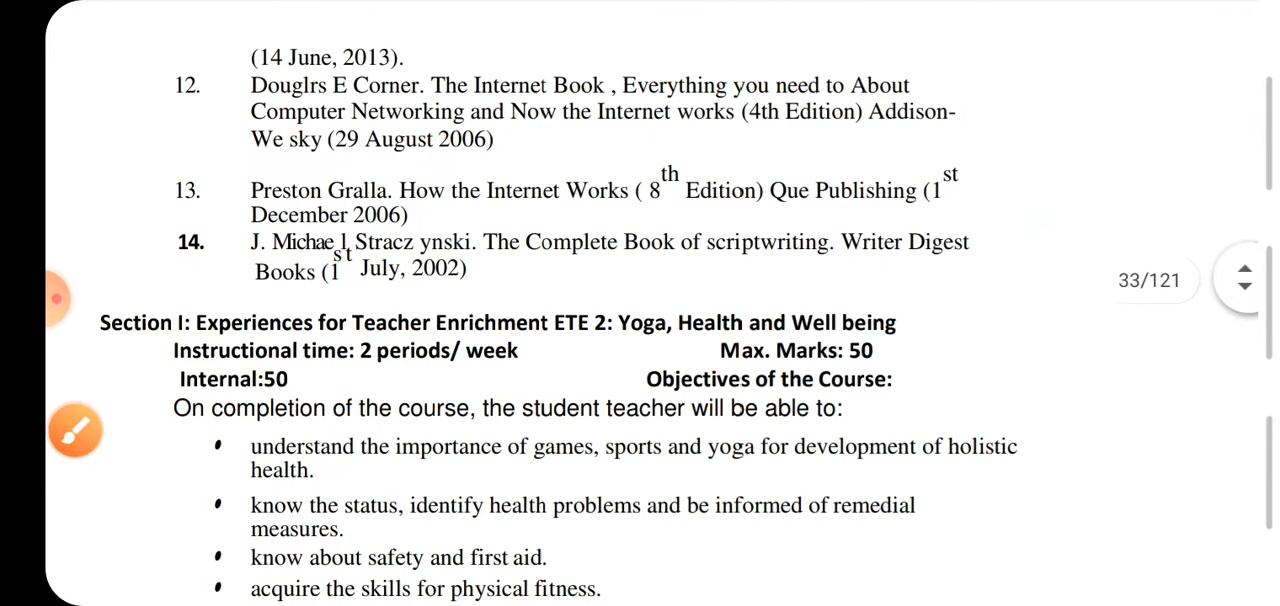 (14 June, 2013).
12. Douglrs E Corner. The Internet Book , Everything you need to About
Computer Networking and Now the Internet works (4th Edition) Addison-
We sky (29 August 2006)
13. Preston Gralla. How the Internet Works ( 8th Edition) Que Publishing (1st
December 2006)
14. J. Michae l Stracz ynski. The Complete Book of scriptwriting. Writer Digest
Books (1st July, 2002)
33/121
Section I: Experiences for Teacher Enrichment ETE 2: Yoga, Health and Well being
Instructional time: 2 periods/ week Max. Marks: 50
Internal:50 Objectives of the Course:
On completion of the course, the student teacher will be able to:
• understand the importance of games, sports and yoga for development of holistic
health.
• know the status, identify health problems and be informed of remedial
measures.
• know about safety and first aid.
• acquire the skills for physical fitness.